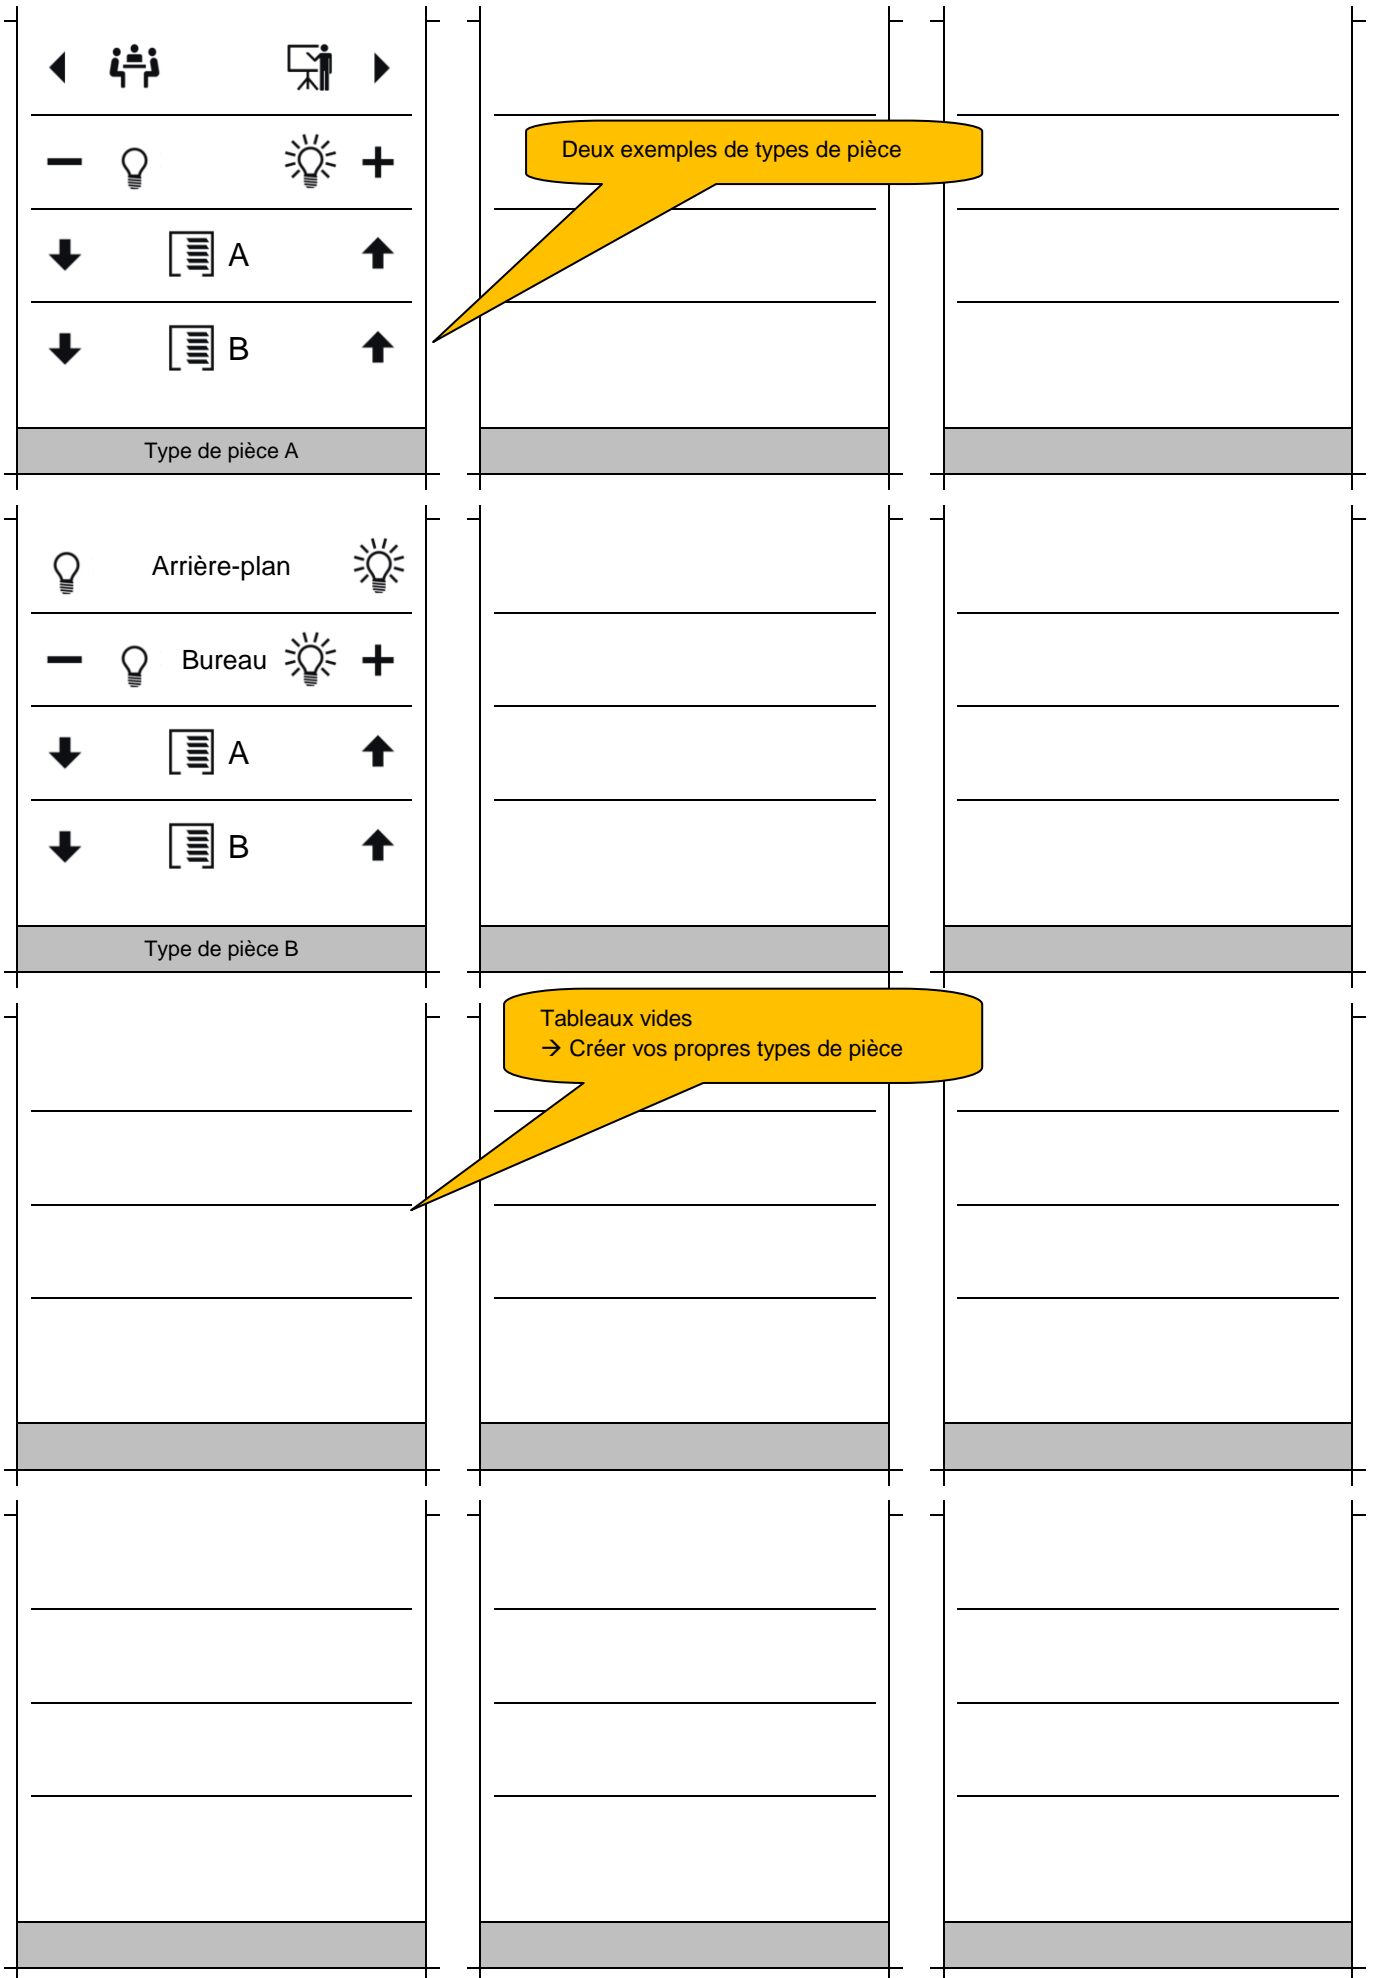 Deux exemples de types de pièce
A
B
Type de pièce A
Arrière-plan
Bureau
A
B
Type de pièce B
Tableaux vides
→ Créer vos propres types de pièce